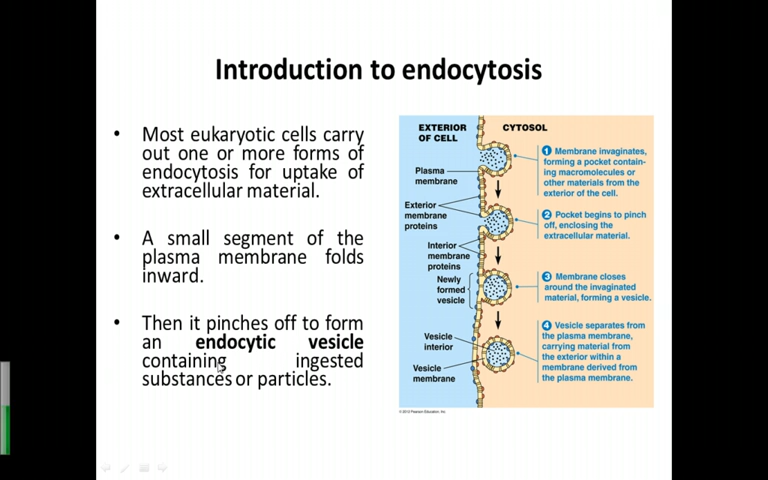 Introduction to endocytosis
• Most eukaryotic cells carry
out one or more forms of
endocytosis for uptake of
extracellular material.
• A small segment of the
plasma membrane folds
inward.
• Then it pinches off to form
an endocytic vesicle
containing ingested
substances or particles.
EXTERIOR
OF CELL
CYTOSOL
Plasma
membrane
Exterior
membrane
proteins
Interior
membrane
proteins
Newly
formed
vesicle
Vesicle
interior
Vesicle
membrane
1 Membrane invaginates,
forming a pocket contain-
ing macromolecules or
other materials from the
exterior of the cell.
2 Pocket begins to pinch
off, enclosing the
extracellular material.
3 Membrane closes
around the invaginated
material, forming a vesicle.
4 Vesicle separates from
the plasma membrane,
carrying material from
the exterior within a
membrane derived from
the plasma membrane.
© 2012 Pearson Education, Inc.